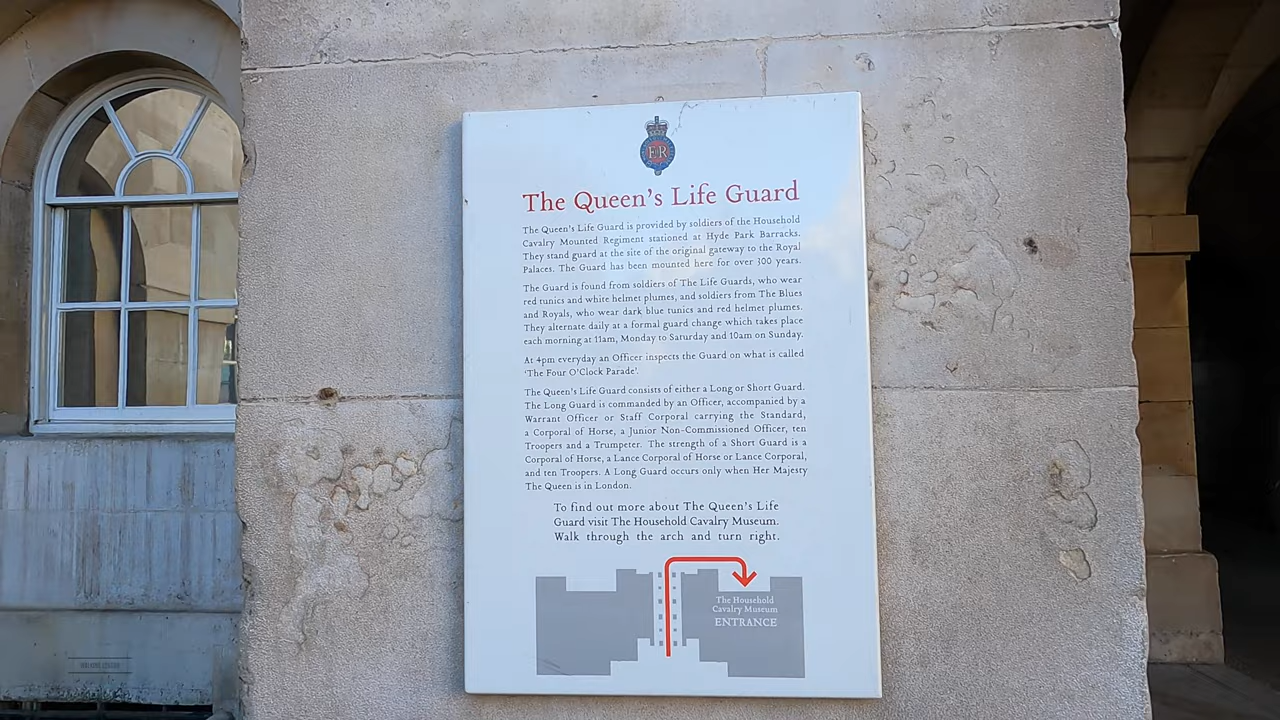 ER
The Queen's Life Guard
The Queen's Life Guard is provided by soldiers of the Household
Cavalry Mounted Regiment stationed at Hyde Park Barracks.
They stand guard at the site of the original gateway to the Royal
Palaces. The Guard has been mounted here for over 300 years.
The Guard is found from soldiers of The Life Guards, who wear
red tunics and white helmet plumes, and soldiers from The Blues
and Royals, who wear dark blue tunics and red helmet plumes.
They alternate daily at a formal guard change which takes place
each morning at 11am, Monday to Saturday and 10am on Sunday.
At 4pm everyday an Officer inspects the Guard on what is called
'The Four O'Clock Parade'.
The Queen's Life Guard consists of either a Long or Short Guard.
The Long Guard is commanded by an Officer, accompanied by a
Warrant Officer or Staff Corporal carrying the Standard,
a Corporal of Horse, a Junior Non-Commissioned Officer, ten
Troopers and a Trumpeter. The strength of a Short Guard is a
Corporal of Horse, a Lance Corporal of Horse or Lance Corporal,
and ten Troopers. A Long Guard occurs only when Her Majesty
The Queen is in London.
To find out more about The Queen's Life
Guard visit The Household Cavalry Museum.
Walk through the arch and turn right.
The Household
Cavalry Museum
ENTRANCE